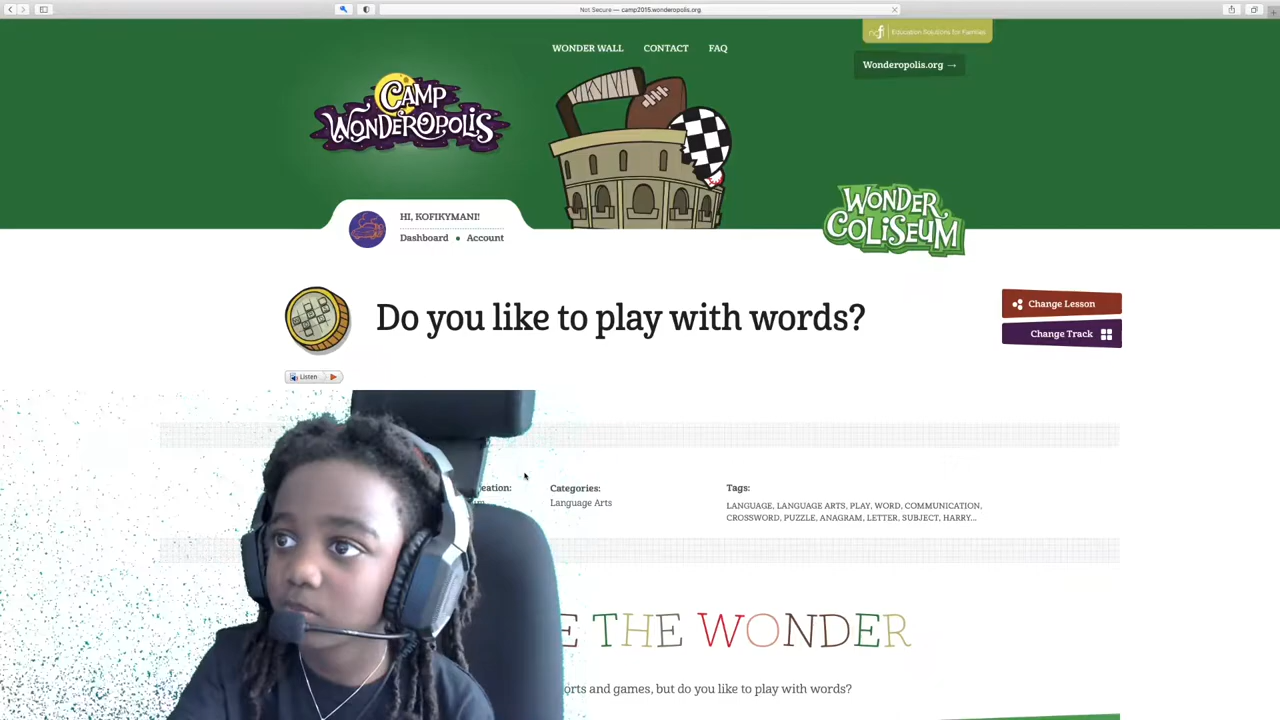 Not Secure — camp2015.wonderopolis.org
ncfl Education Solutions for Families
WONDER WALL CONTACT FAQ
Wonderopolis.org →
CAMP
WONDEROPOLIS
WONDER
COLISEUM
HI, KOFIKYMANI!
Dashboard • Account
Do you like to play with words?
Change Lesson
Change Track
Listen
eation:
Categories:
Language Arts
Tags:
LANGUAGE, LANGUAGE ARTS, PLAY, WORD, COMMUNICATION,
CROSSWORD, PUZZLE, ANAGRAM, LETTER, SUBJECT, HARRY...
E THE WONDER
orts and games, but do you like to play with words?